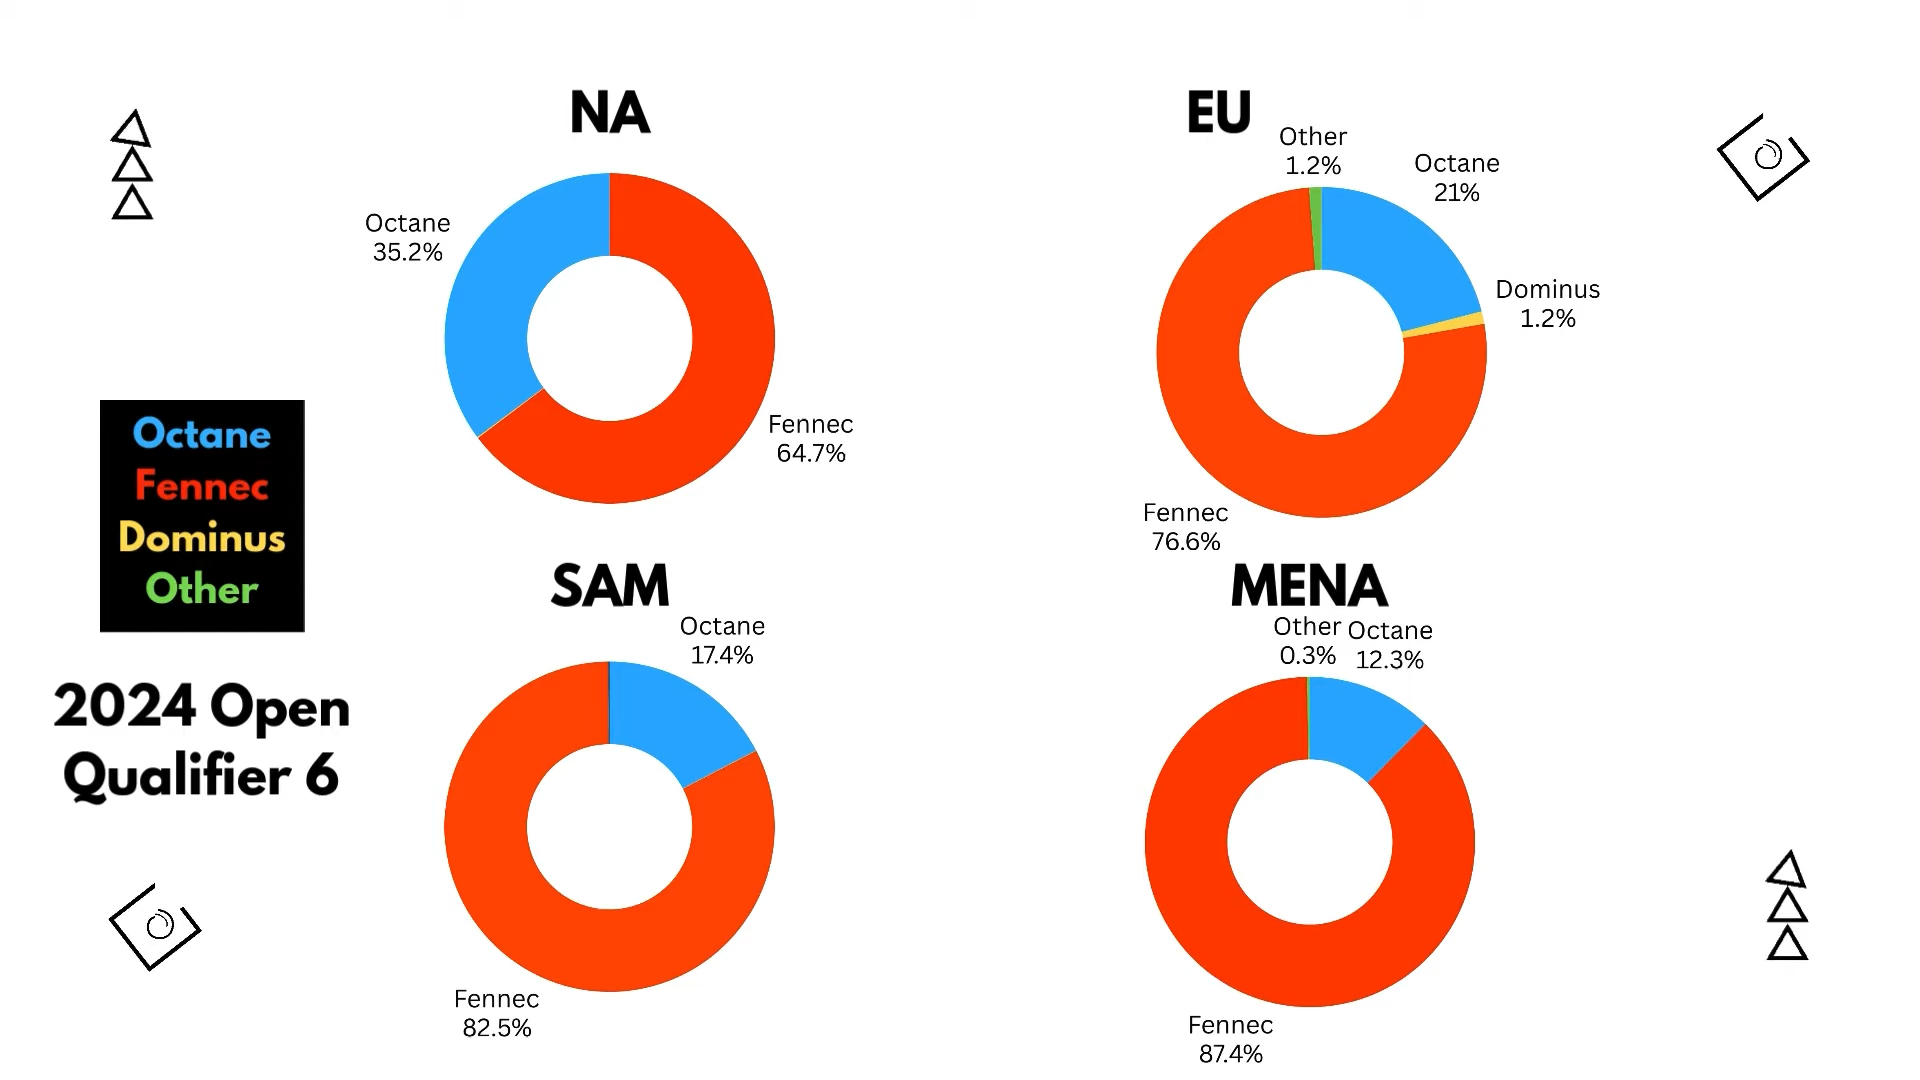 NA
Octane
35.2%
Fennec
64.7%
EU
Other
1.2%
Octane
21%
Dominus
1.2%
Fennec
76.6%
Octane
Fennec
Dominus
Other
2024 Open
Qualifier 6
SAM
Octane
17.4%
Fennec
82.5%
MENA
Other
0.3%
Octane
12.3%
Fennec
87.4%